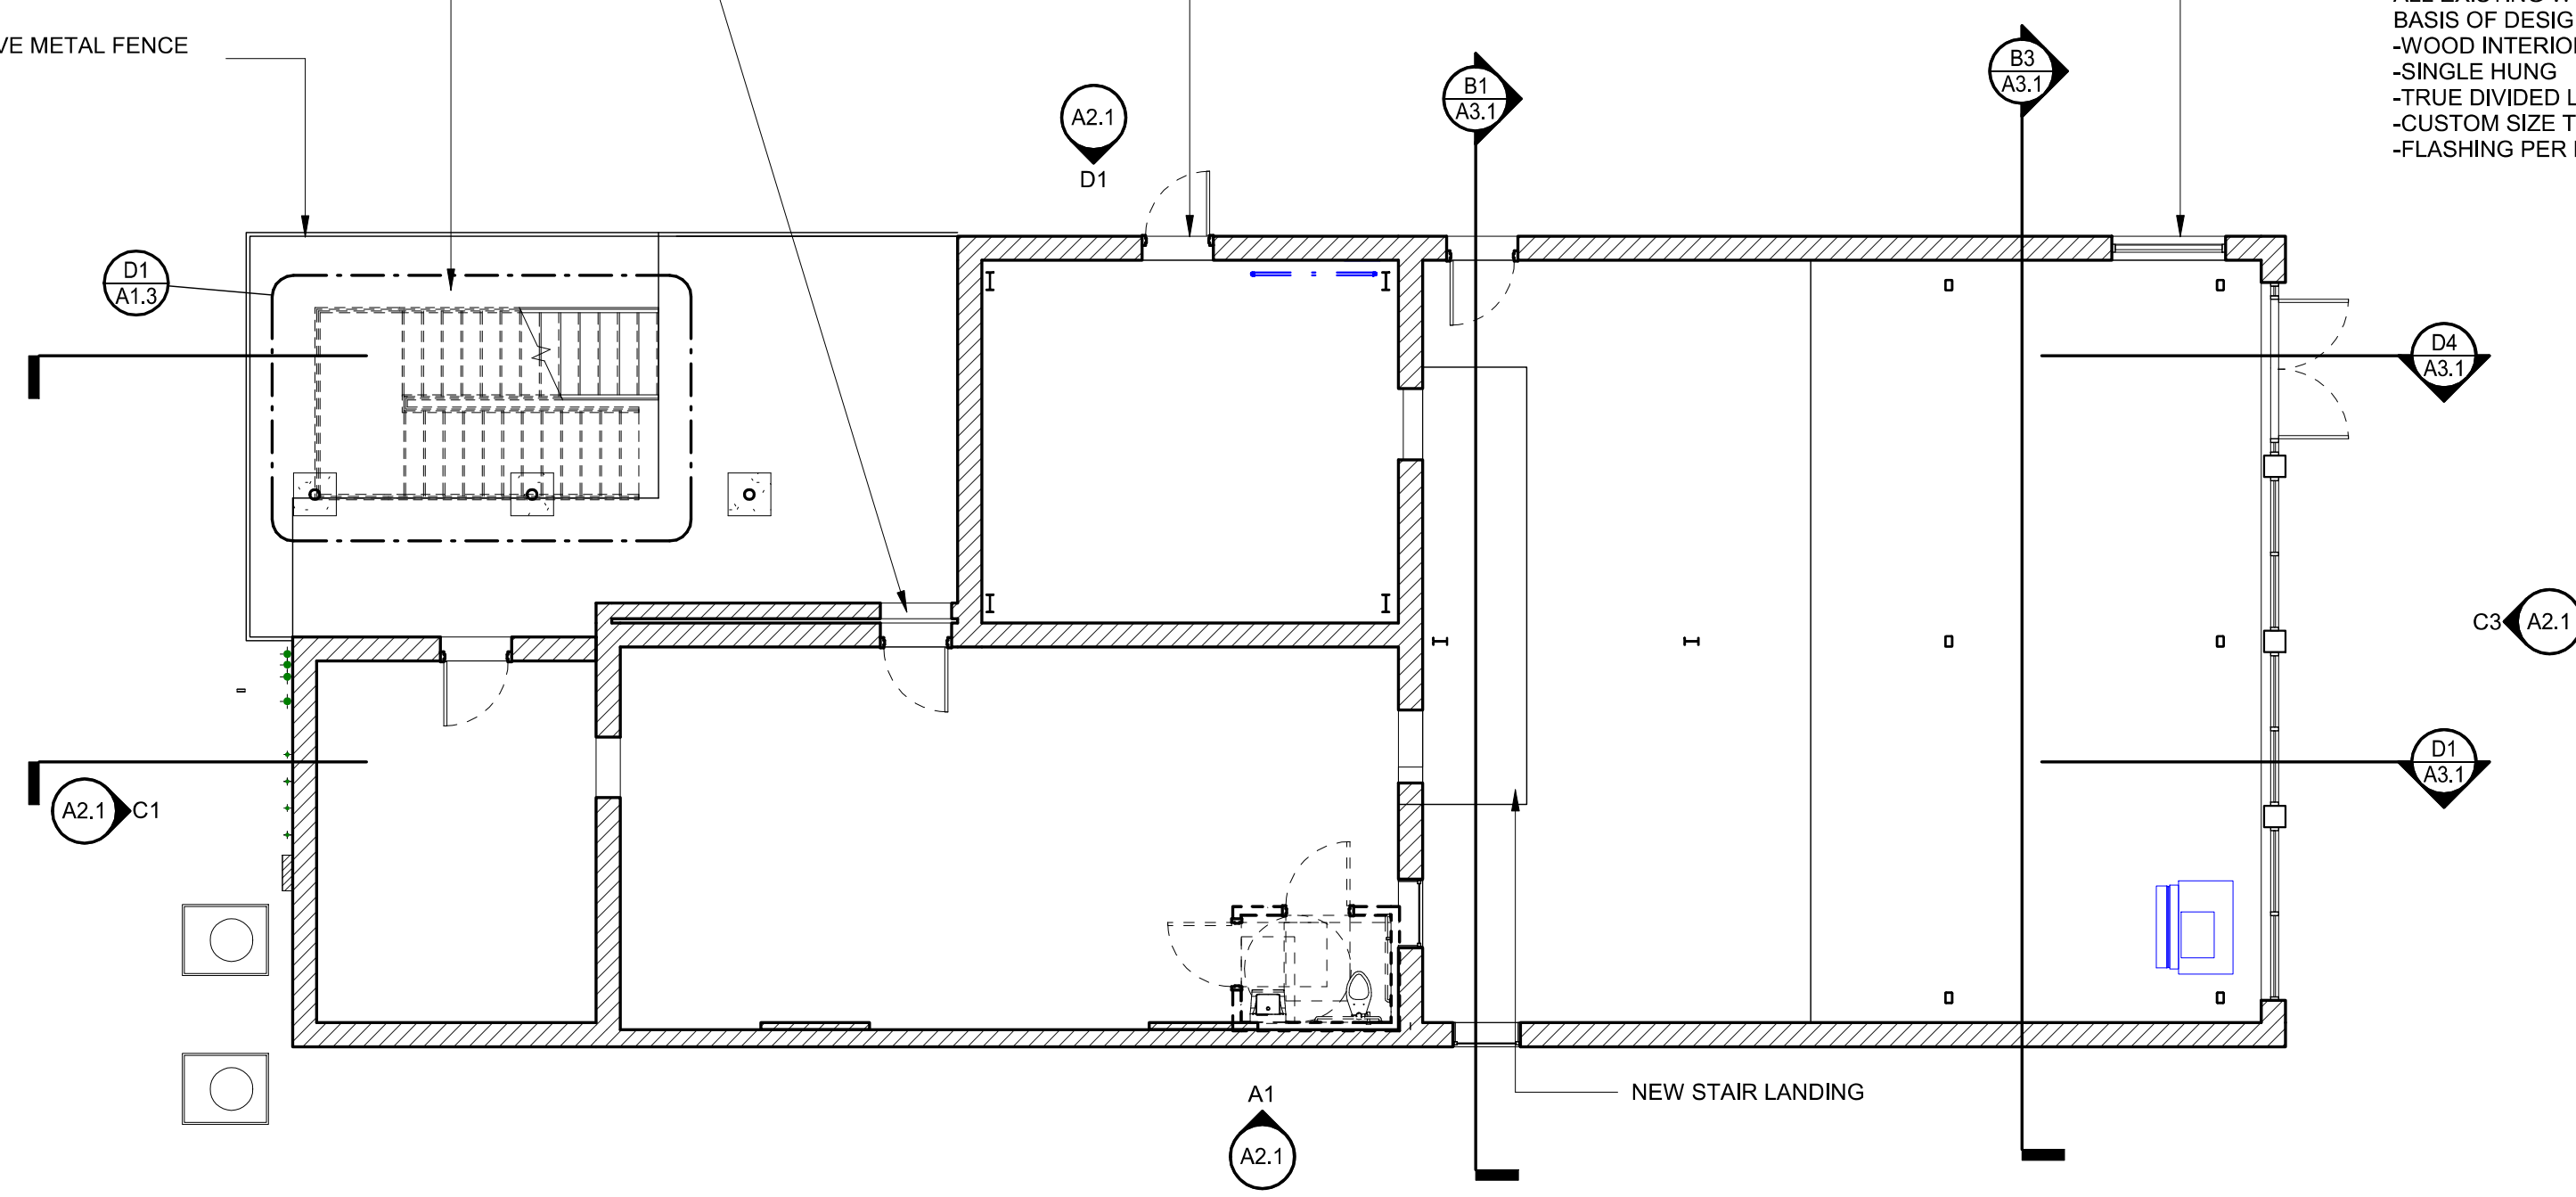 VE METAL FENCE
BASIS OF DESIG
-WOOD INTERIO
-SINGLE HUNG
-TRUE DIVIDED L
-CUSTOM SIZE T
-FLASHING PER
B3
A3.1
B1
A3.1
A2.1
D1
D1
A1.3
D4
A3.1
C3 A2.1
D1
A3.1
A2.1 C1
NEW STAIR LANDING
A1
A2.1